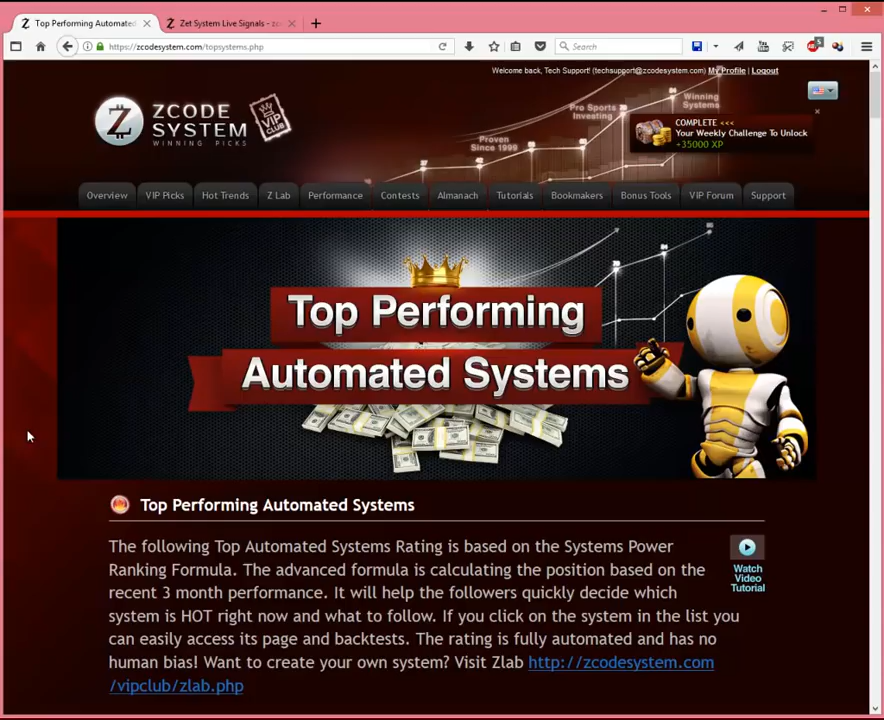 Top Performing Automated
Zet System Live Signals - zc
https://zcodesystem.com/topsystems.php
Search
5
Welcome back, Tech Support! (techsupport@zcodesystem.com) My Profile | Logout
ZCODE
SYSTEM
WINNING PICKS
VIP
CLUB
Proven
Since 1999
Pro Sports
Investing
Winning
Systems
COMPLETE <<<
Your Weekly Challenge To Unlock
+35000 XP
Overview
VIP Picks
Hot Trends
Z Lab
Performance
Contests
Almanach
Tutorials
Bookmakers
Bonus Tools
VIP Forum
Support
Top Performing
Automated Systems
Top Performing Automated Systems
The following Top Automated Systems Rating is based on the Systems Power
Ranking Formula. The advanced formula is calculating the position based on the
recent 3 month performance. It will help the followers quickly decide which
system is HOT right now and what to follow. If you click on the system in the list you
can easily access its page and backtests. The rating is fully automated and has no
human bias! Want to create your own system? Visit Zlab http://zcodesystem.com
/vipclub/zlab.php
Watch
Video
Tutorial